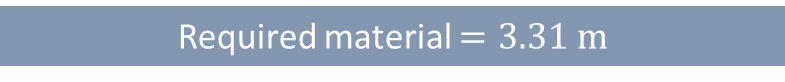 Required material = 3.31 m